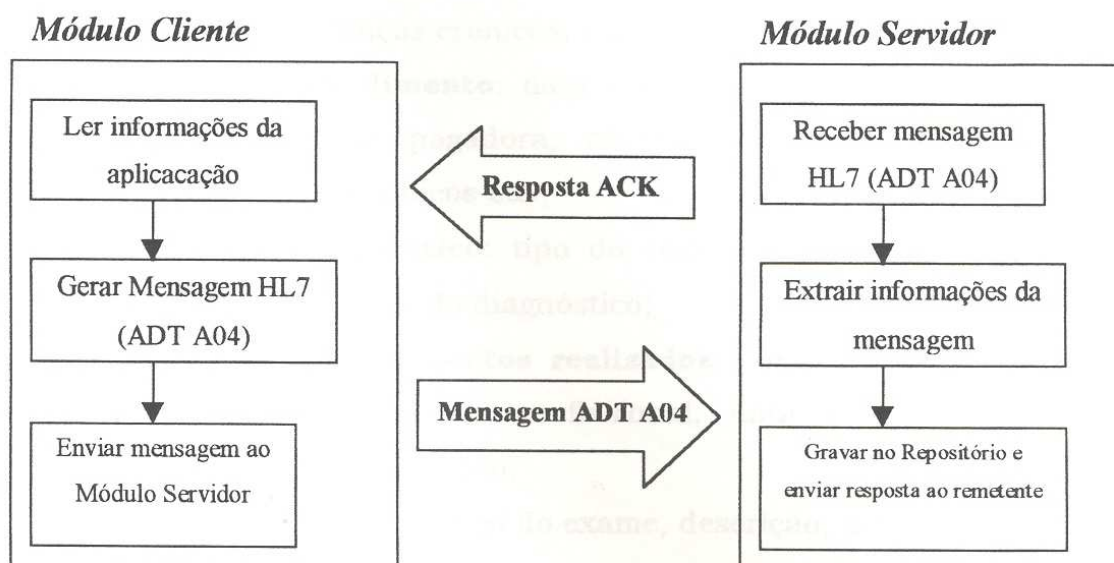 Módulo Cliente
Ler informações da
aplicacação
Gerar Mensagem HL7
(ADT A04)
Enviar mensagem ao
Módulo Servidor
Resposta ACK
Mensagem ADT A04
Módulo Servidor
Receber mensagem
HL7 (ADT A04)
Extrair informações da
mensagem
Gravar no Repositório e
enviar resposta ao remetente